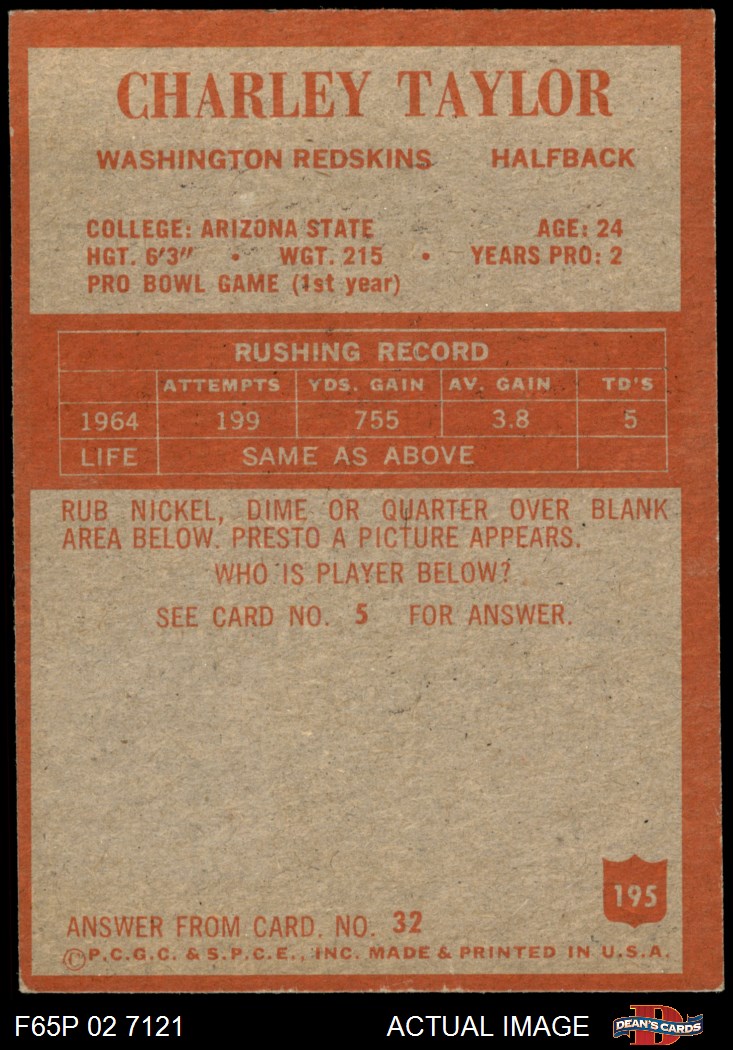 CHARLEY TAYLOR
WASHINGTON REDSKINS HALFBACK
COLLEGE: ARIZONA STATE AGE: 24
HGT. 6'3" • WGT. 215 • YEARS PRO: 2
PRO BOWL GAME (1st year)
RUSHING RECORD
ATTEMPTS YDS. GAIN AV. GAIN TD'S
1964 199 755 3.8 5
LIFE SAME AS ABOVE
RUB NICKEL, DIME OR QUARTER OVER BLANK
AREA BELOW. PRESTO A PICTURE APPEARS.
WHO IS PLAYER BELOW?
SEE CARD NO. 5 FOR ANSWER.
195
ANSWER FROM CARD. NO. 32
©P.C.G.C. & S.P.C.E., INC. MADE & PRINTED IN U.S.A.
F65P 02 7121 ACTUAL IMAGE D DEAN'S CARDS